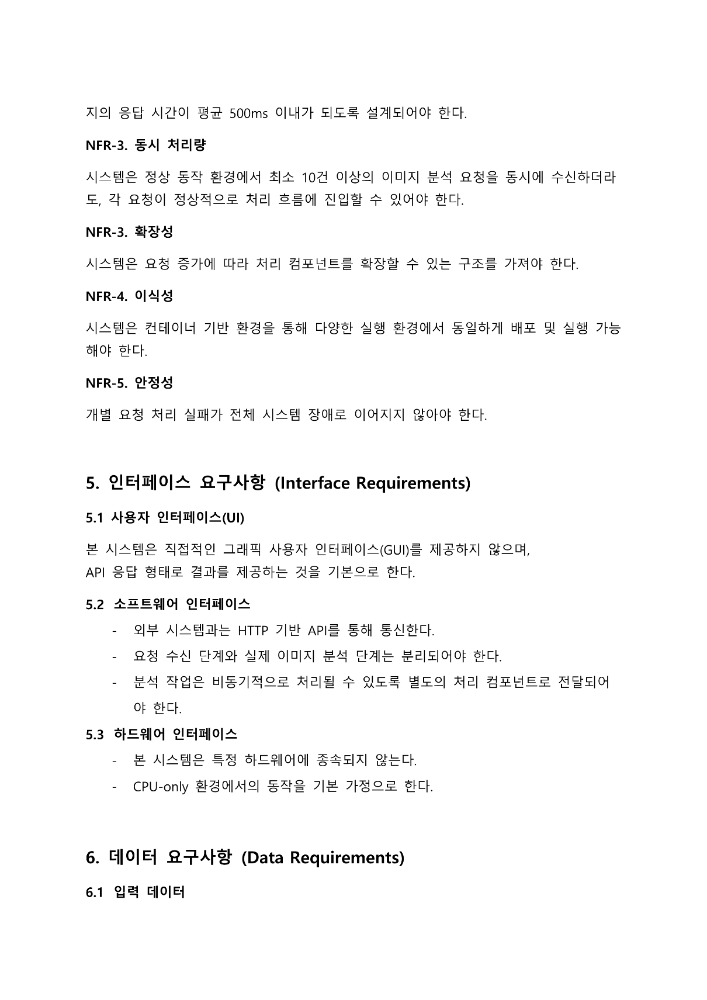 지의 응답 시간이 평균 500ms 이내가 되도록 설계되어야 한다.
NFR-3. 동시 처리량
시스템은 정상 동작 환경에서 최소 10건 이상의 이미지 분석 요청을 동시에 수신하더라
도, 각 요청이 정상적으로 처리 흐름에 진입할 수 있어야 한다.
NFR-3. 확장성
시스템은 요청 증가에 따라 처리 컴포넌트를 확장할 수 있는 구조를 가져야 한다.
NFR-4. 이식성
시스템은 컨테이너 기반 환경을 통해 다양한 실행 환경에서 동일하게 배포 및 실행 가능
해야 한다.
NFR-5. 안정성
개별 요청 처리 실패가 전체 시스템 장애로 이어지지 않아야 한다.
5. 인터페이스 요구사항 (Interface Requirements)
5.1 사용자 인터페이스(UI)
본 시스템은 직접적인 그래픽 사용자 인터페이스(GUI)를 제공하지 않으며,
API 응답 형태로 결과를 제공하는 것을 기본으로 한다.
5.2 소프트웨어 인터페이스
- 외부 시스템과는 HTTP 기반 API를 통해 통신한다.
- 요청 수신 단계와 실제 이미지 분석 단계는 분리되어야 한다.
- 분석 작업은 비동기적으로 처리될 수 있도록 별도의 처리 컴포넌트로 전달되어
야 한다.
5.3 하드웨어 인터페이스
- 본 시스템은 특정 하드웨어에 종속되지 않는다.
- CPU-only 환경에서의 동작을 기본 가정으로 한다.
6. 데이터 요구사항 (Data Requirements)
6.1 입력 데이터